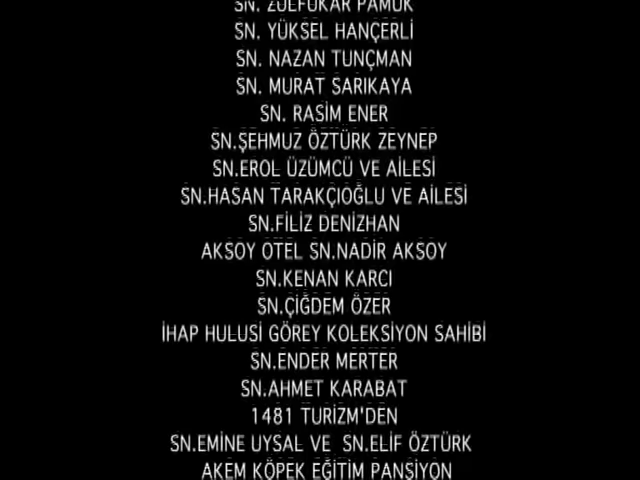 SN. ZÜLFÜKAR PAMUK
SN. YÜKSEL HANÇERLİ
SN. NAZAN TUNÇMAN
SN. MURAT SARIKAYA
SN. RASİM ENER
SN.ŞEHMUZ ÖZTÜRK ZEYNEP
SN.EROL ÜZÜMCÜ VE AİLESİ
SN.HASAN TARAKÇIOĞLU VE AİLESİ
SN.FİLİZ DENİZHAN
AKSOY OTEL SN.NADİR AKSOY
SN.KENAN KARCI
SN.ÇİĞDEM ÖZER
İHAP HULUSİ GÖREY KOLEKSİYON SAHİBİ
SN.ENDER MERTER
SN.AHMET KARABAT
1481 TURİZM'DEN
SN.EMİNE UYSAL VE SN.ELİF ÖZTÜRK
AKEM KÖPEK EĞİTİM PANSİYON